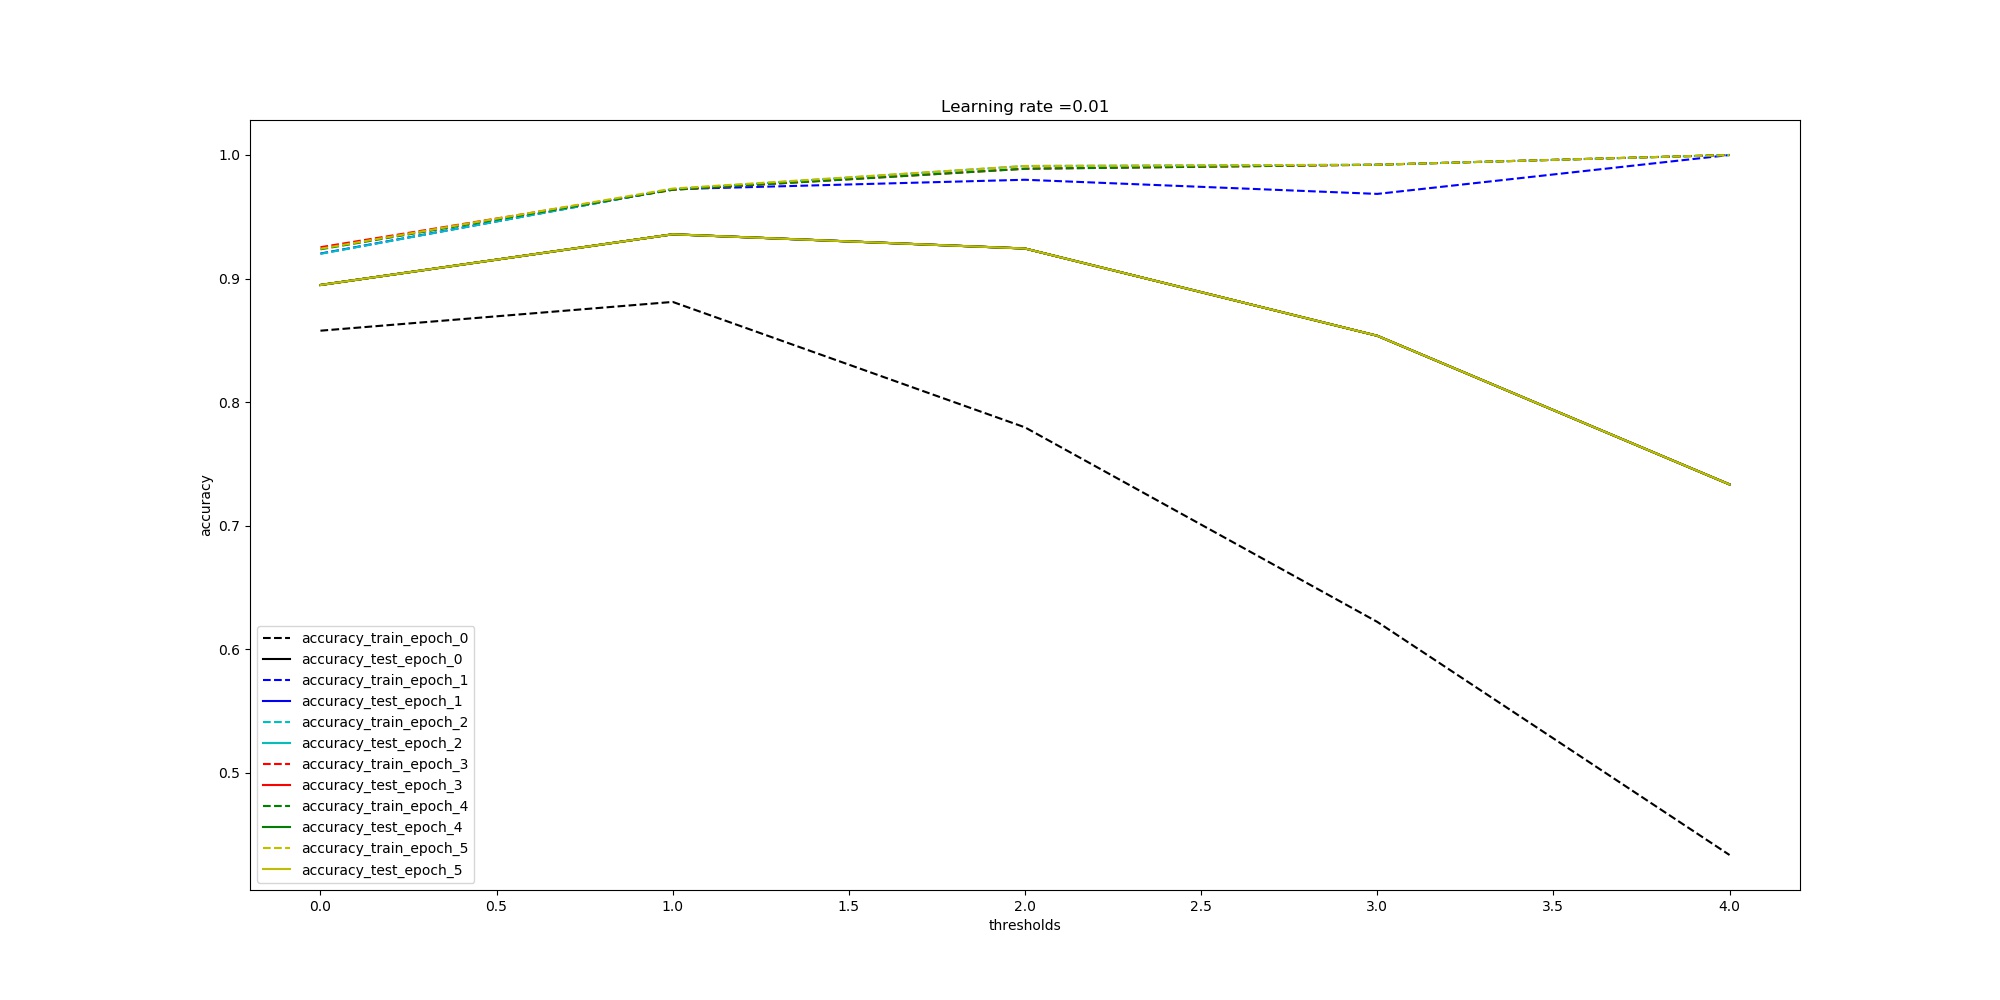 Learning rate =0.01
1.0
0.9
0.8
0.7
0.6
0.5
accuracy
accuracy_train_epoch_0
accuracy_test_epoch_0
accuracy_train_epoch_1
accuracy_test_epoch_1
accuracy_train_epoch_2
accuracy_test_epoch_2
accuracy_train_epoch_3
accuracy_test_epoch_3
accuracy_train_epoch_4
accuracy_test_epoch_4
accuracy_train_epoch_5
accuracy_test_epoch_5
0.0 0.5 1.0 1.5 2.0 2.5 3.0 3.5 4.0
thresholds